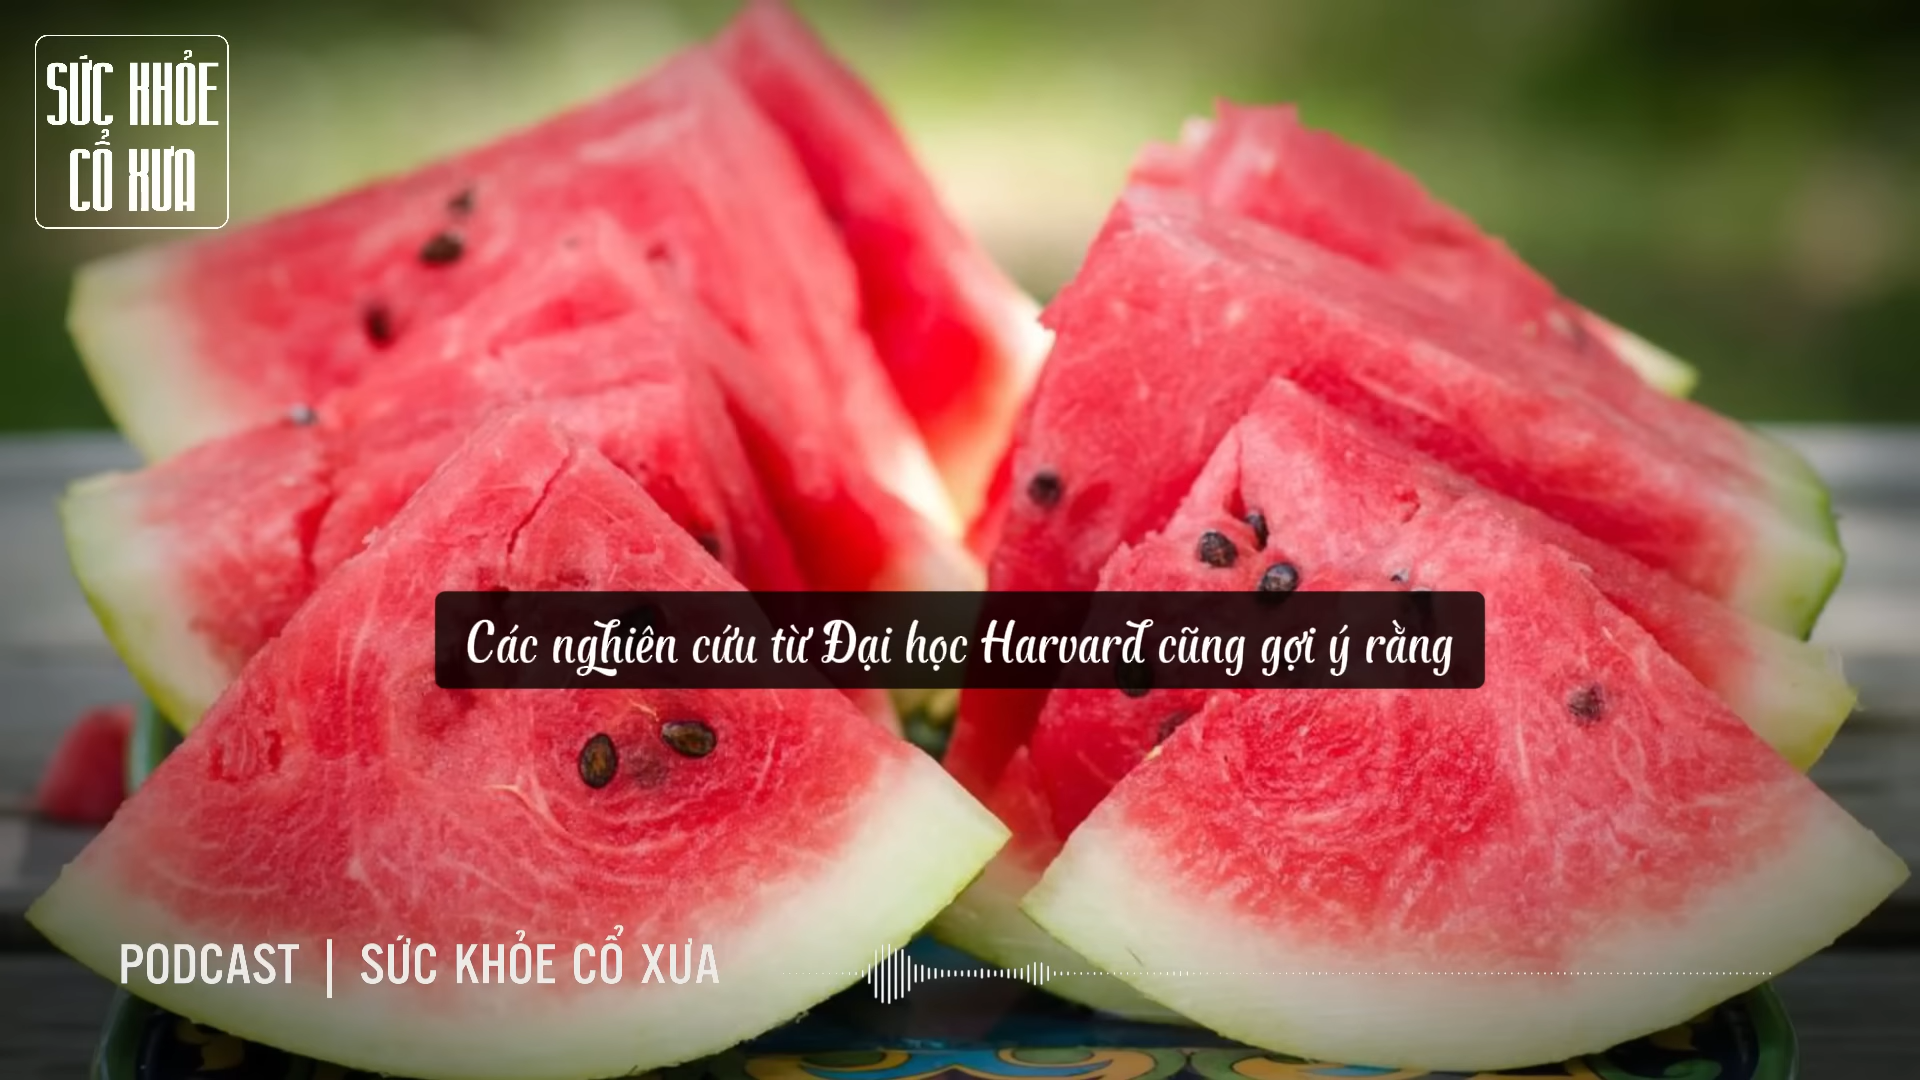 SỨC KHỎE
CỔ XƯA
Các nghiên cứu từ Đại học Harvard cũng gợi ý rằng
PODCAST | SỨC KHỎE CỔ XƯA